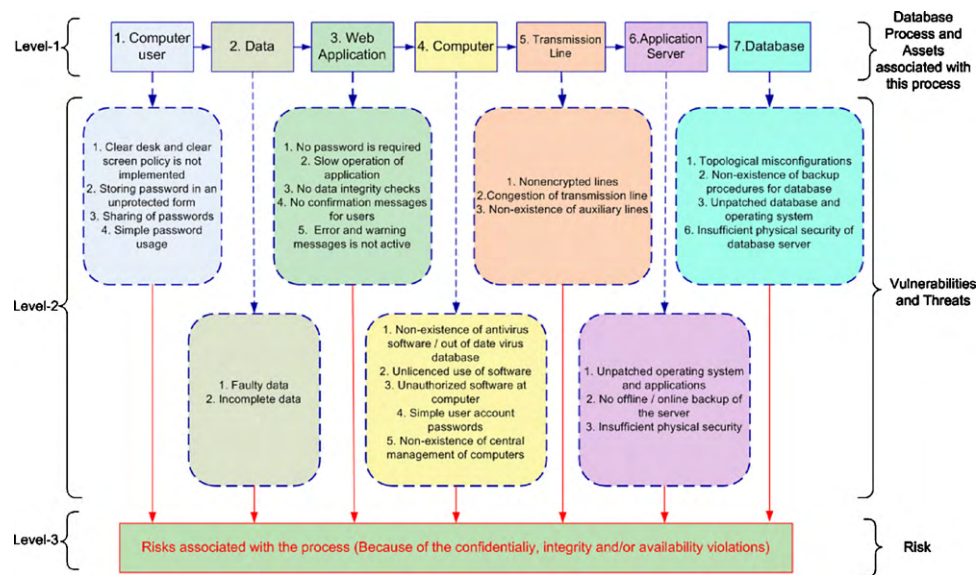 Level-1
1. Computer
user
2. Data
3. Web
Application
4. Computer
5. Transmission
Line
6.Application
Server
7.Database
Database
Process and
Assets
associated with
this process
Level-2
1. Clear desk and clear
screen policy is not
implemented
2. Storing password in an
unprotected form
3. Sharing of passwords
4. Simple password
usage
1. No password is required
2. Slow operation of
application
3. No data integrity checks
4. No confirmation messages
for users
5. Error and warning
messages is not active
1. Nonencrypted lines
2.Congestion of transmission
line
3. Non-existence of auxiliary
lines
1. Topological misconfigurations
2. Non-existence of backup
procedures for database
3. Unpatched database and
operating system
6. Insufficient physical security of
database server
Vulnerabilities
and Threats
1. Faulty data
2. Incomplete data
1. Non-existence of antivirus
software / out of date virus
database
2. Unlicenced use of software
3. Unauthorized software at
computer
4. Simple user account
passwords
5. Non-existence of central
management of computers
1. Unpatched operating system
and applications
2. No offline / online backup of
the server
3. Insufficient physical security
Level-3
Risks associated with the process (Because of the confidentialiy, integrity and/or availability violations)
Risk